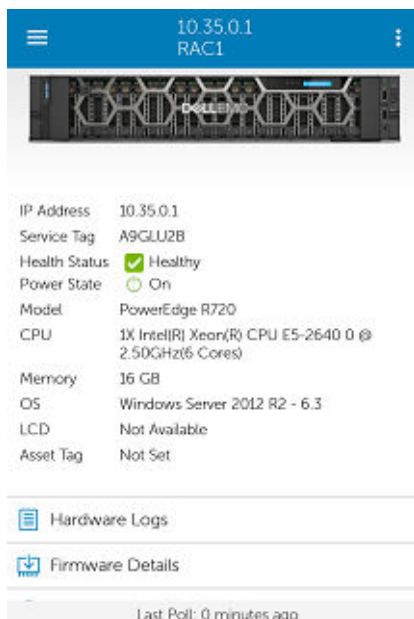 10.35.0.1
RAC1
DELLEMC
IP Address 10.35.0.1
Service Tag A9GLU2B
Health Status Healthy
Power State On
Model PowerEdge R720
CPU 1X Intel(R) Xeon(R) CPU E5-2640 0 @
2.50GHz(6 Cores)
Memory 16 GB
OS Windows Server 2012 R2 - 6.3
LCD Not Available
Asset Tag Not Set
Hardware Logs
Firmware Details
Last Poll: 0 minutes ago